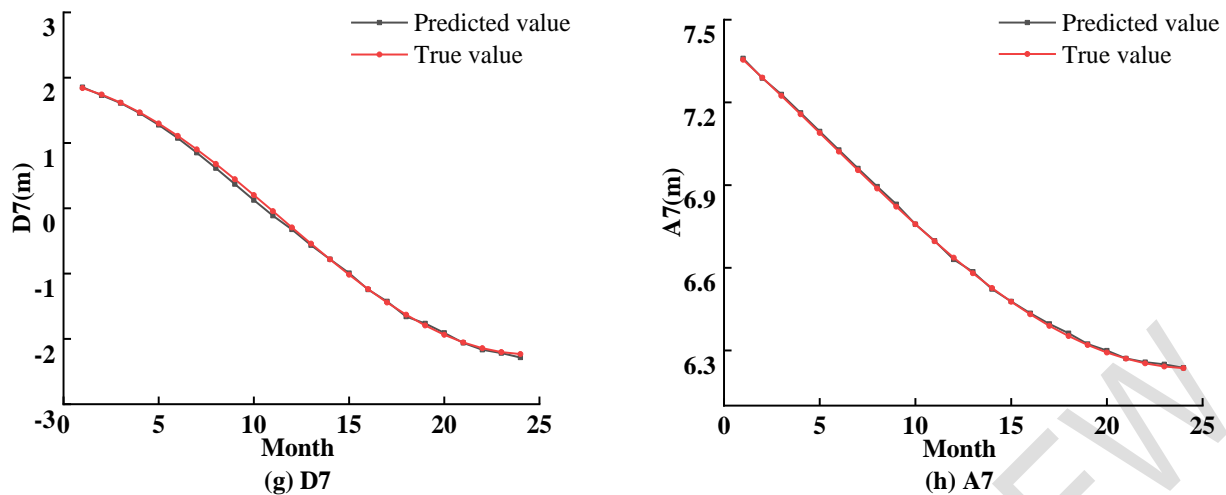 Predicted value
True value
3
2
1
0
-1
-2
-3
D7(m)
0 5 10 15 20 25
Month
(g) D7
Predicted value
True value
7.5
7.2
6.9
6.6
6.3
A7(m)
0 5 10 15 20 25
Month
(h) A7
EW